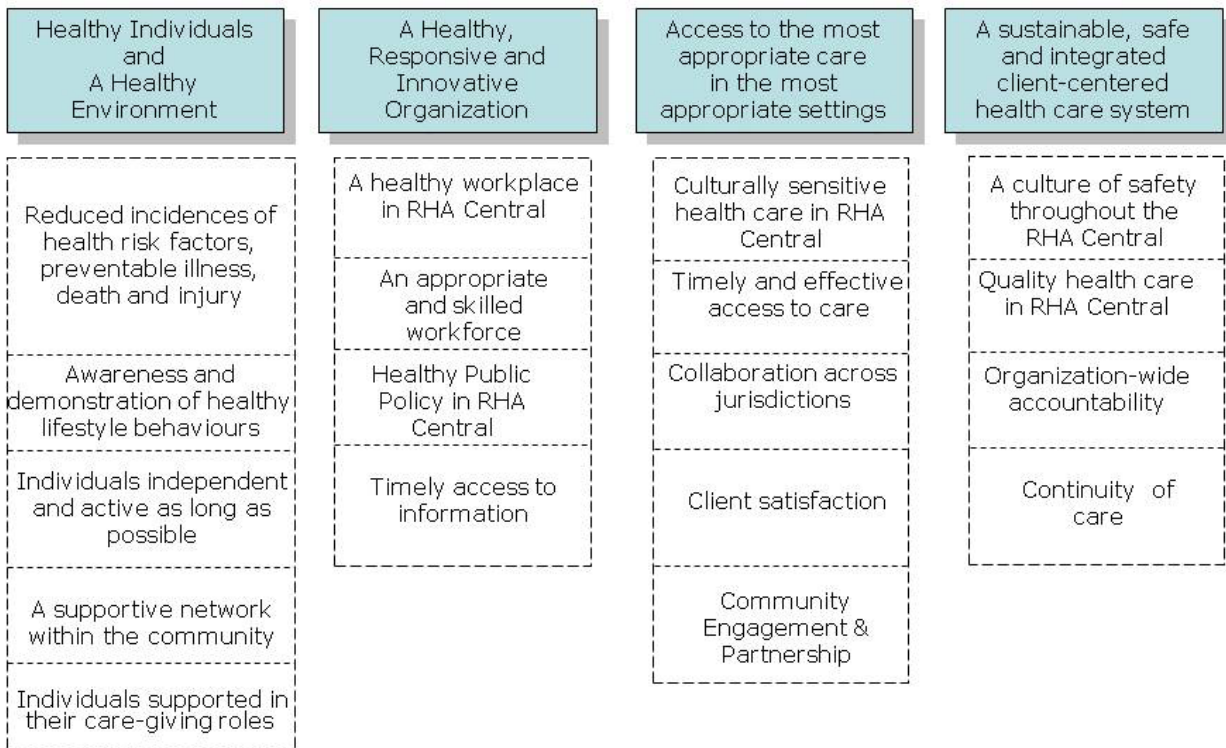 Healthy Individuals
and
A Healthy
Environment
Reduced incidences of
health risk factors,
preventable illness,
death and injury
Awareness and
demonstration of healthy
lifestyle behaviours
Individuals independent
and active as long as
possible
A supportive network
within the community
Individuals supported in
their care-giving roles
A Healthy,
Responsive and
Innovative
Organization
A healthy workplace
in RHA Central
An appropriate
and skilled
workforce
Healthy Public
Policy in RHA
Central
Timely access to
information
Access to the most
appropriate care
in the most
appropriate settings
Culturally sensitive
health care in RHA
Central
Timely and effective
access to care
Collaboration across
jurisdictions
Client satisfaction
Community
Engagement &
Partnership
A sustainable, safe
and integrated
client-centered
health care system
A culture of safety
throughout the
RHA Central
Quality health care
in RHA Central
Organization-wide
accountability
Continuity of
care